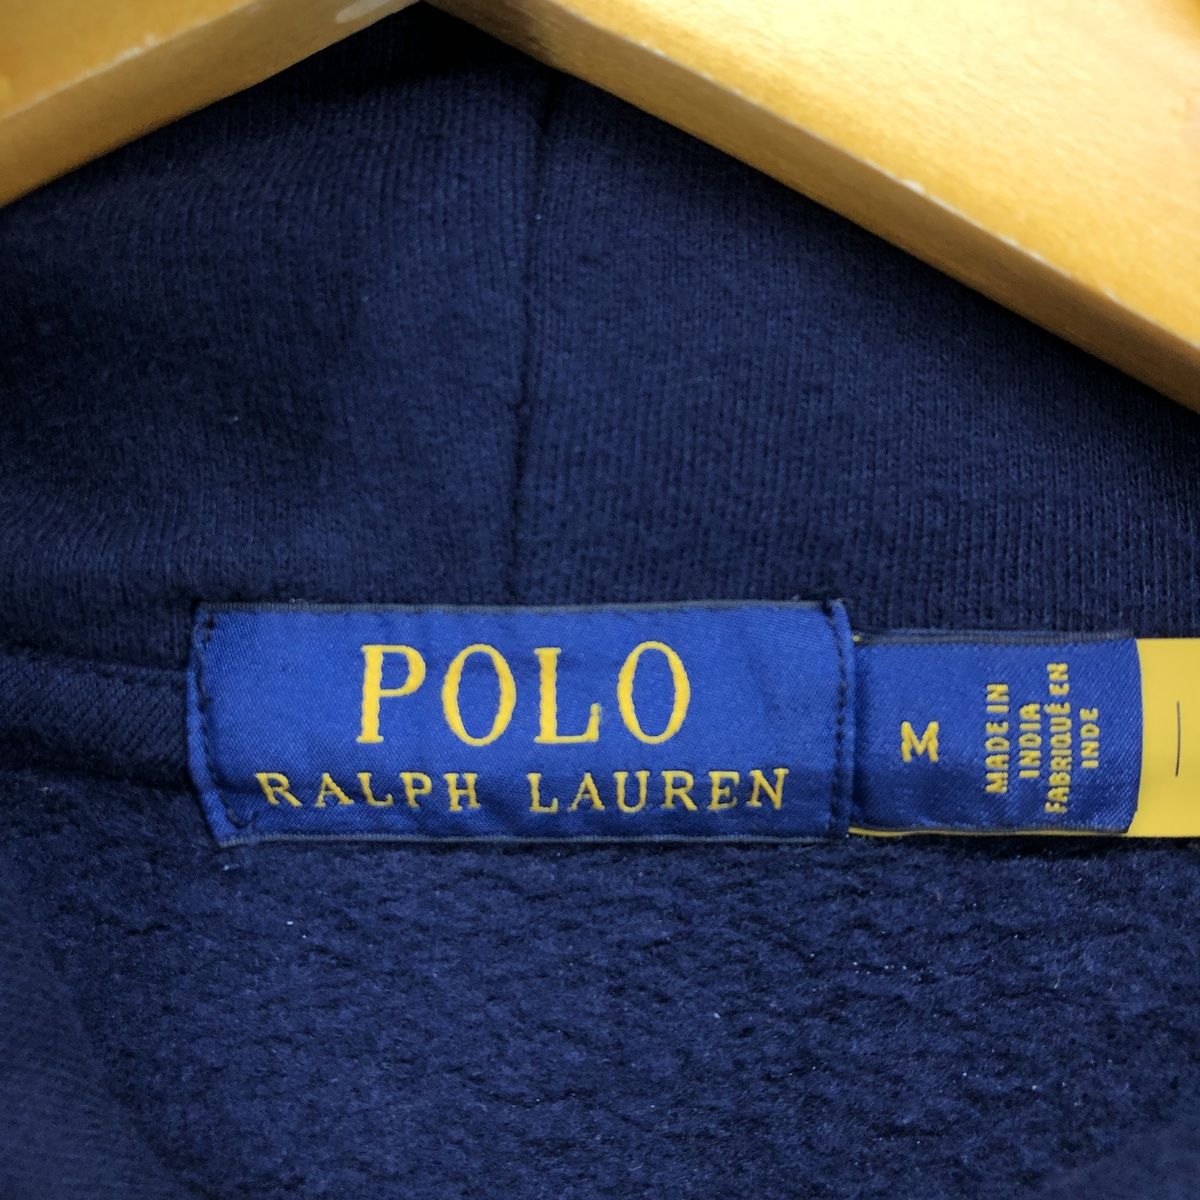 POLO
RALPH LAUREN
M
MADE IN
INDIA
FABRIQUÉ EN
INDE